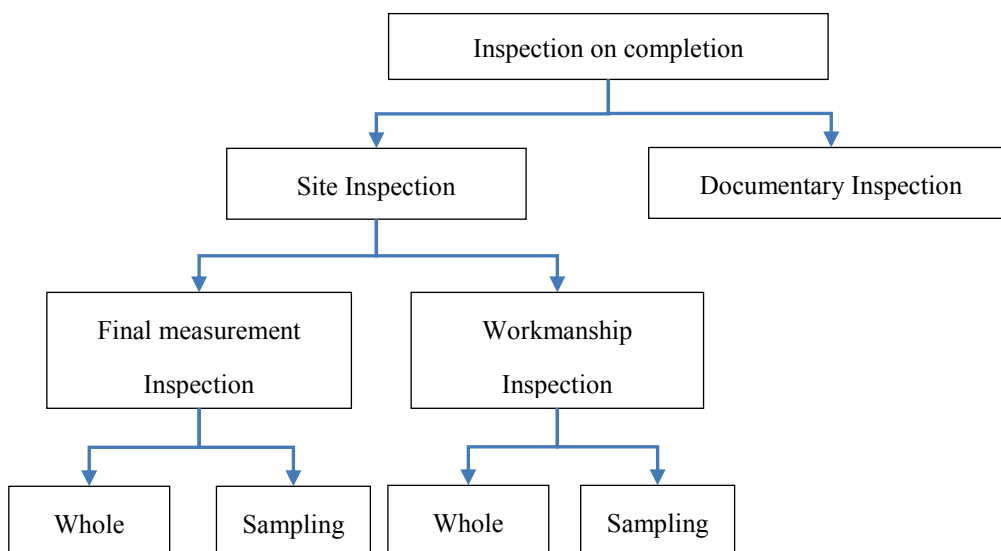 Inspection on completion
Site Inspection
Documentary Inspection
Final measurement
Inspection
Workmanship
Inspection
Whole
Sampling
Whole
Sampling